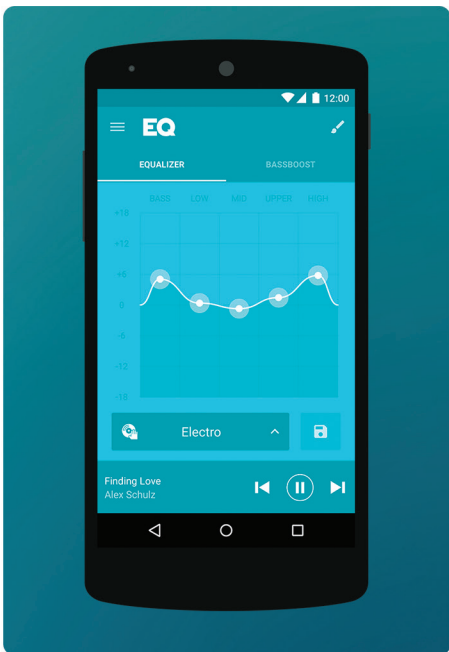 12:00
EQ
EQUALIZER BASSBOOST
BASS LOW MID UPPER HIGH
+18
+12
+6
0
-6
-12
-18
Electro
Finding Love
Alex Schulz